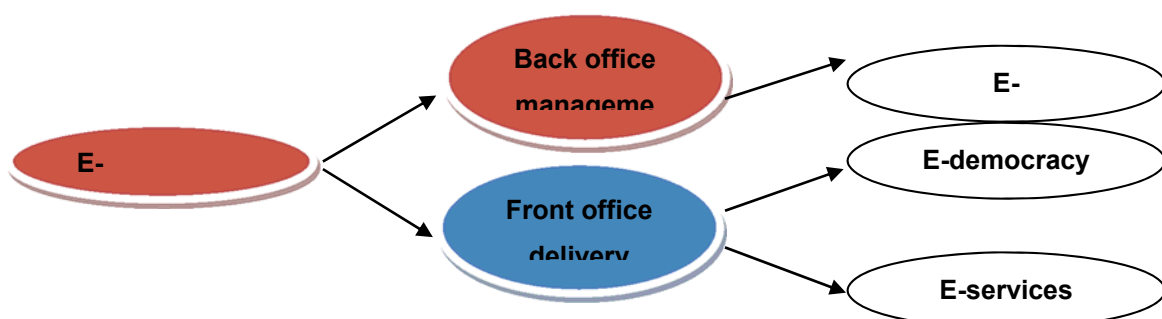 E-
Back office
manageme
Front office
delivery
E-
E-democracy
E-services